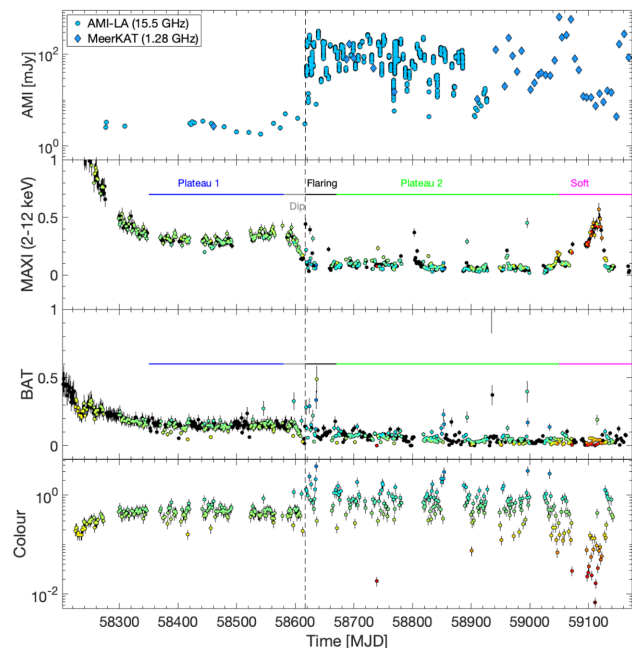 AMI-LA (15.5 GHz)
MeerKAT (1.28 GHz)
AMI [mJy]
10²
10⁰
Plateau 1
Dip
Flaring
Plateau 2
Soft
MAXI (2-12 keV)
1
0.5
0
BAT
1
0.5
0
Colour
10⁰
10⁻²
58300 58400 58500 58600 58700 58800 58900 59000 59100
Time [MJD]